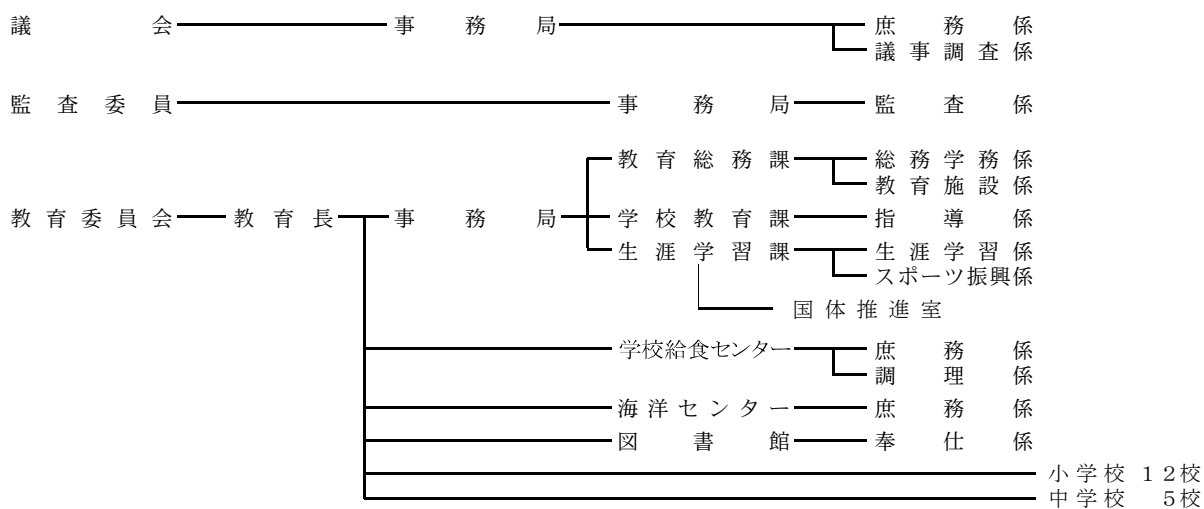 議会 事務局 庶務係
議事調査係
監査委員 事務局 監査係
教育総務課 総務学務係
教育施設係
教育委員会 教育長 事務局 学校教育課 指導係
生涯学習課 生涯学習係
スポーツ振興係
国体推進室
学校給食センター 庶務係
調理係
海洋センター 庶務係
図書館 奉仕係
小学校 12校
中学校 5校